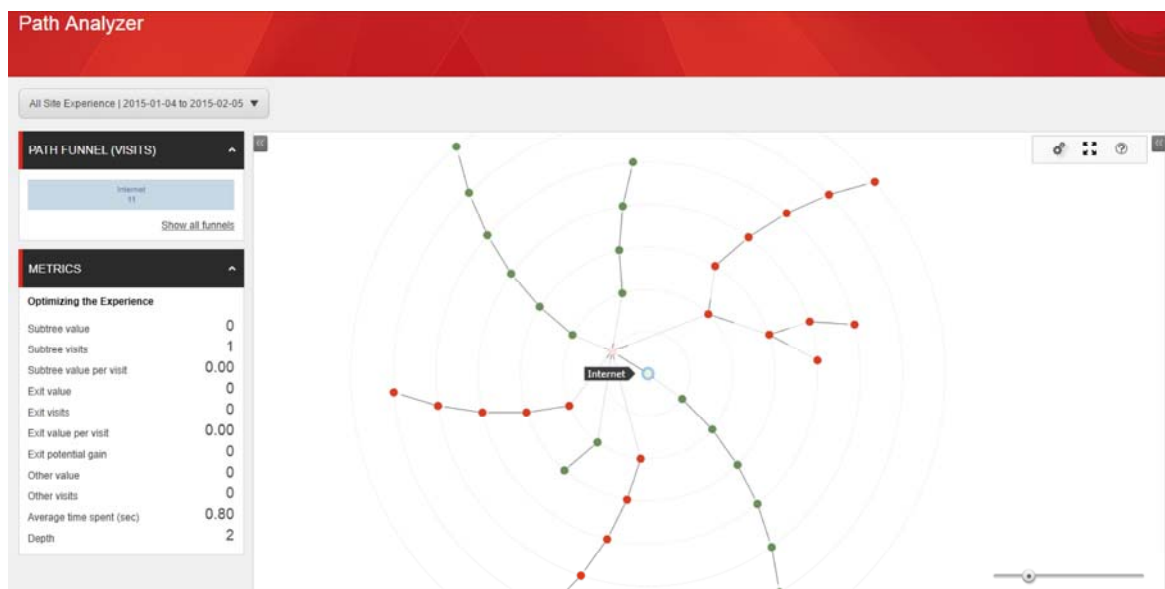 Path Analyzer
All Site Experience | 2015-01-04 to 2015-02-05
PATH FUNNEL (VISITS)
Internet
11
Show all funnels
METRICS
Optimizing the Experience
Subtree value 0
Subtree visits 1
Subtree value per visit 0.00
Exit value 0
Exit visits 0
Exit value per visit 0.00
Exit potential gain 0
Other value 0
Other visits 0
Average time spent (sec) 0.80
Depth 2
Internet